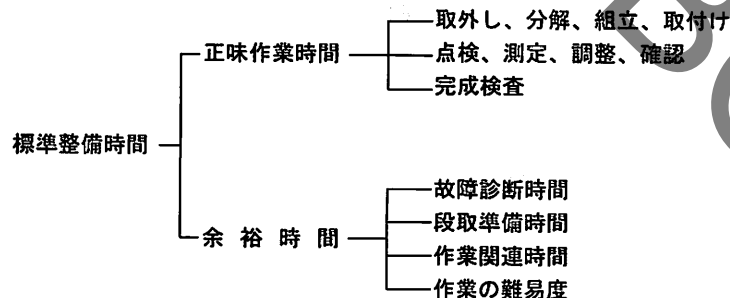 標準整備時間
正味作業時間
取外し、分解、組立、取付け
点検、測定、調整、確認
完成検査
余裕時間
故障診断時間
段取準備時間
作業関連時間
作業の難易度